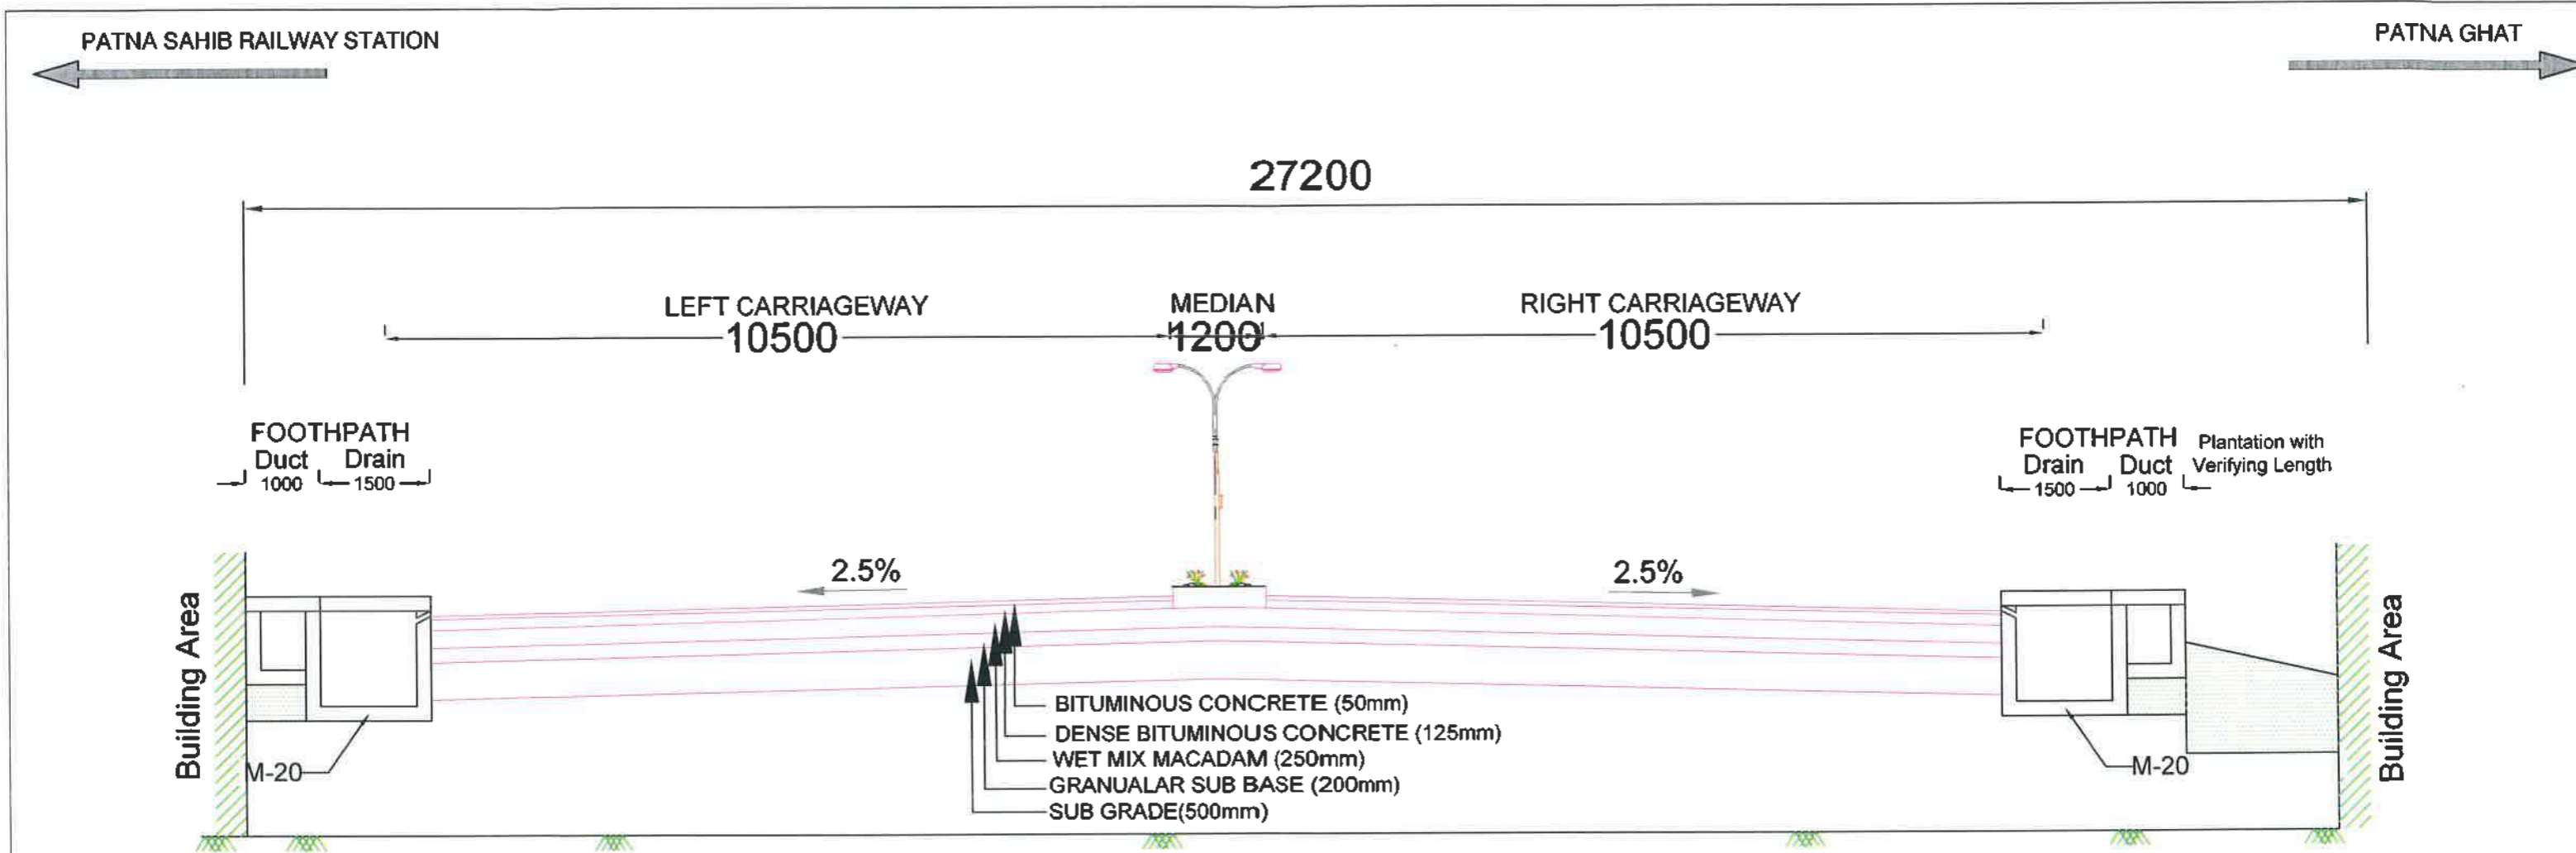 PATNA SAHIB RAILWAY STATION
PATNA GHAT
27200
LEFT CARRIAGEWAY
10500
MEDIAN
1200
RIGHT CARRIAGEWAY
10500
FOOTHPATH
Duct Drain
1000 1500
FOOTHPATH
Drain Duct
1500 1000
Plantation with
Verifying Length
2.5%
2.5%
Building Area
Building Area
BITUMINOUS CONCRETE (50mm)
DENSE BITUMINOUS CONCRETE (125mm)
WET MIX MACADAM (250mm)
GRANUALAR SUB BASE (200mm)
SUB GRADE(500mm)
M-20
M-20